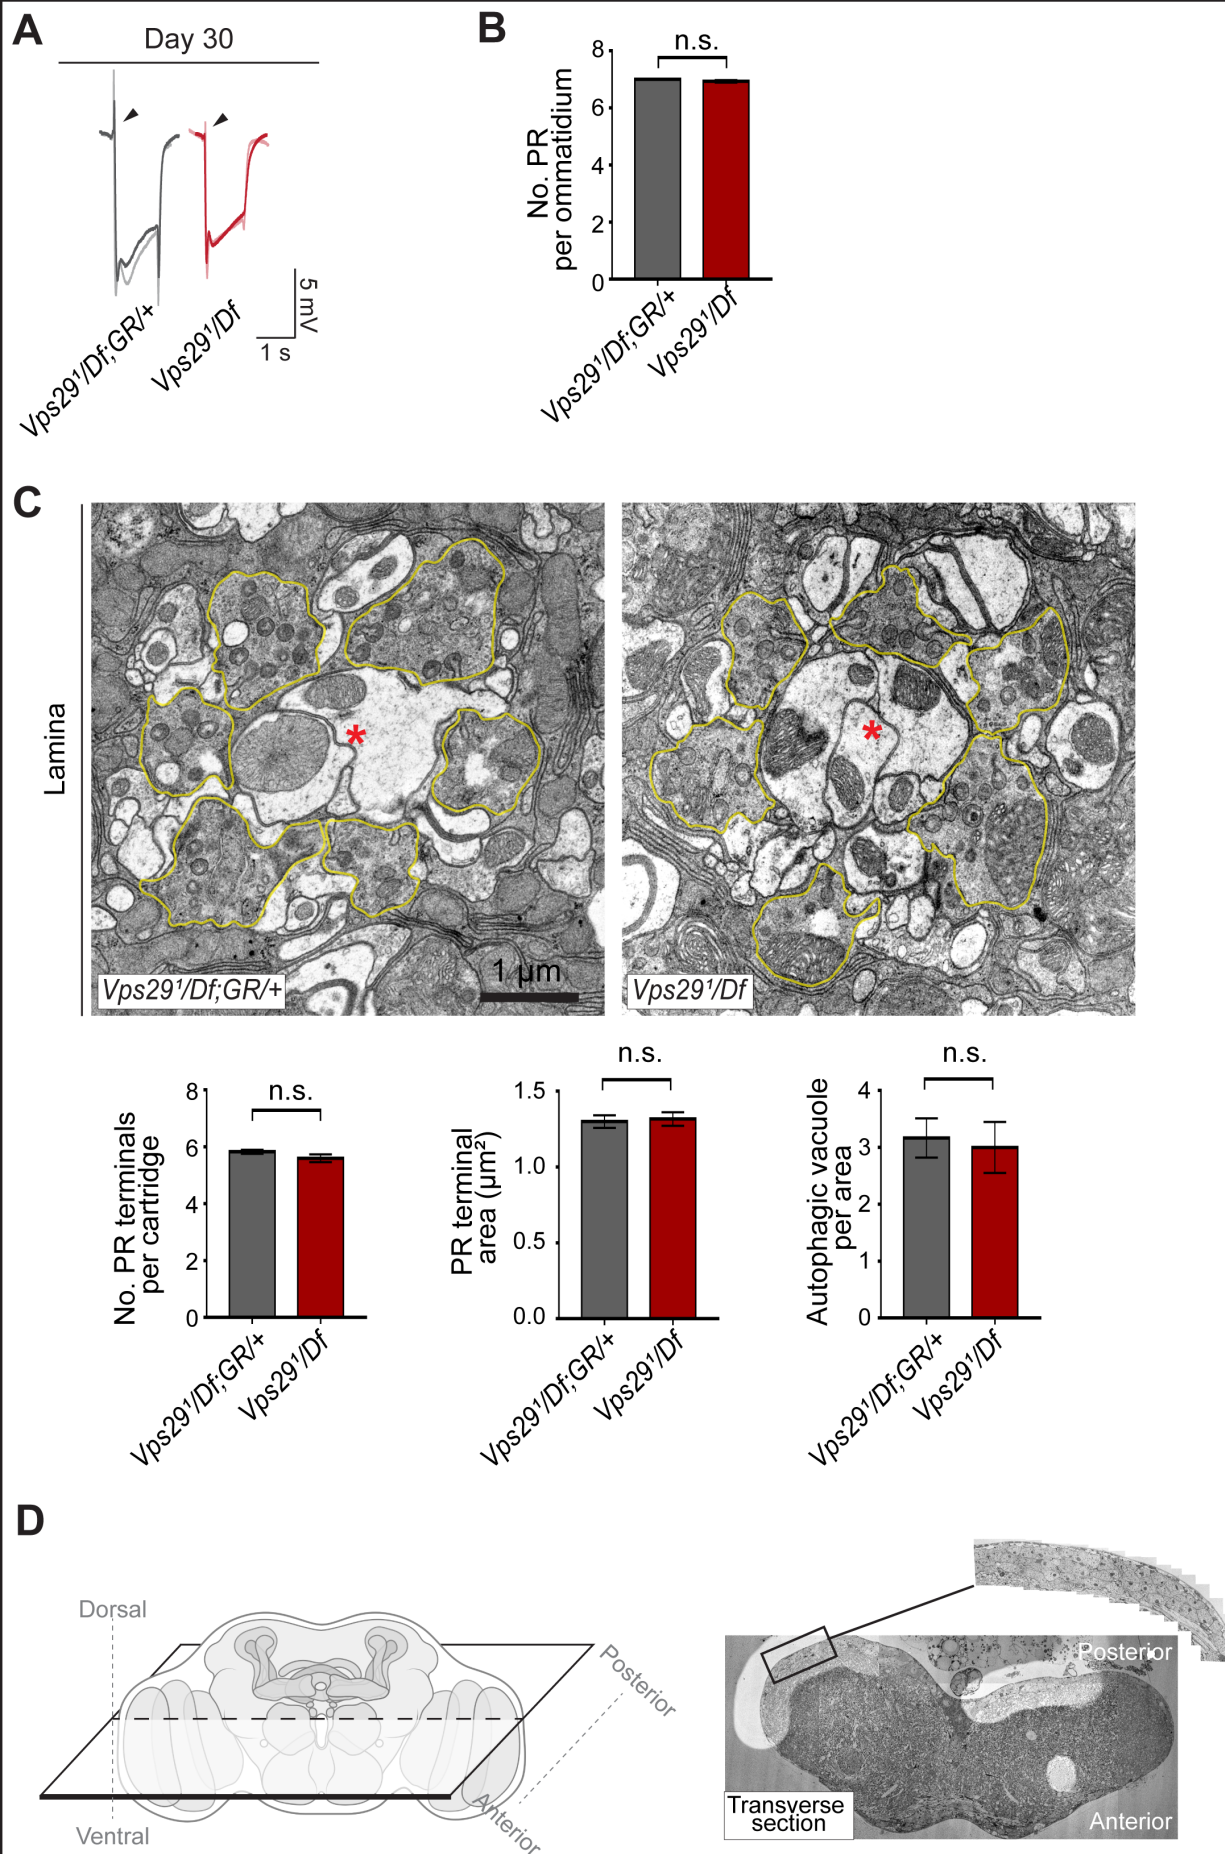 A
Day 30
Vps29¹/Df;GR/+
Vps29¹/Df
5 mV
1 s
B
n.s.
No. PR
per ommatidium
8
6
4
2
0
Vps29¹/Df;GR/+
Vps29¹/Df
C
Lamina
*
Vps29¹/Df;GR/+
1 µm
*
Vps29¹/Df
n.s.
No. PR terminals
per cartridge
8
6
4
2
0
Vps29¹/Df;GR/+
Vps29¹/Df
n.s.
PR terminal
area (µm²)
1.5
1.0
0.5
0.0
Vps29¹/Df;GR/+
Vps29¹/Df
n.s.
Autophagic vacuole
per area
4
3
2
1
0
Vps29¹/Df;GR/+
Vps29¹/Df
D
Dorsal
Ventral
Posterior
Anterior
Posterior
Transverse
section
Anterior